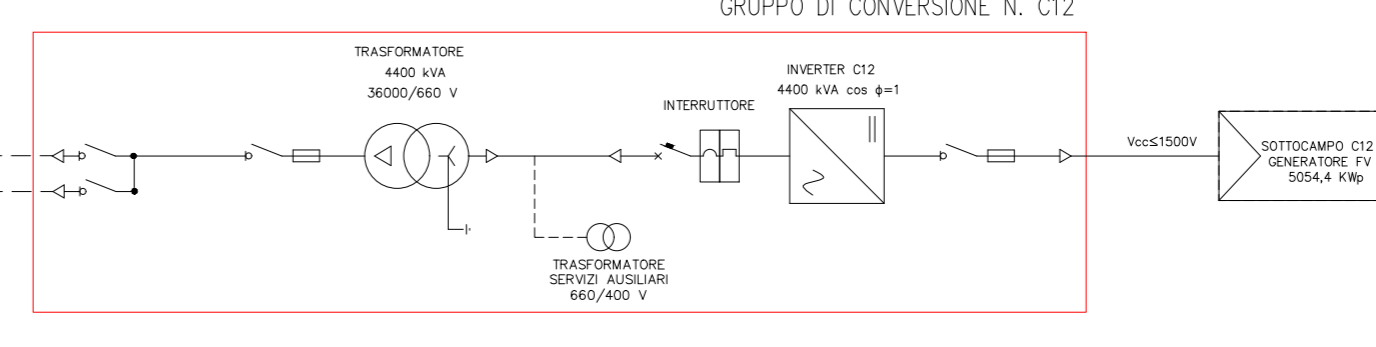 GRUPPO DI CONVERSIONE N. C12
TRASFORMATORE
4400 kVA
36000/660 V
INTERRUTTORE
INVERTER C12
4400 kVA cos ϕ=1
Vcc≤1500V
SOTTOCAMPO C12
GENERATORE FV
5054,4 KWp
TRASFORMATORE
SERVIZI AUSILIARI
660/400 V